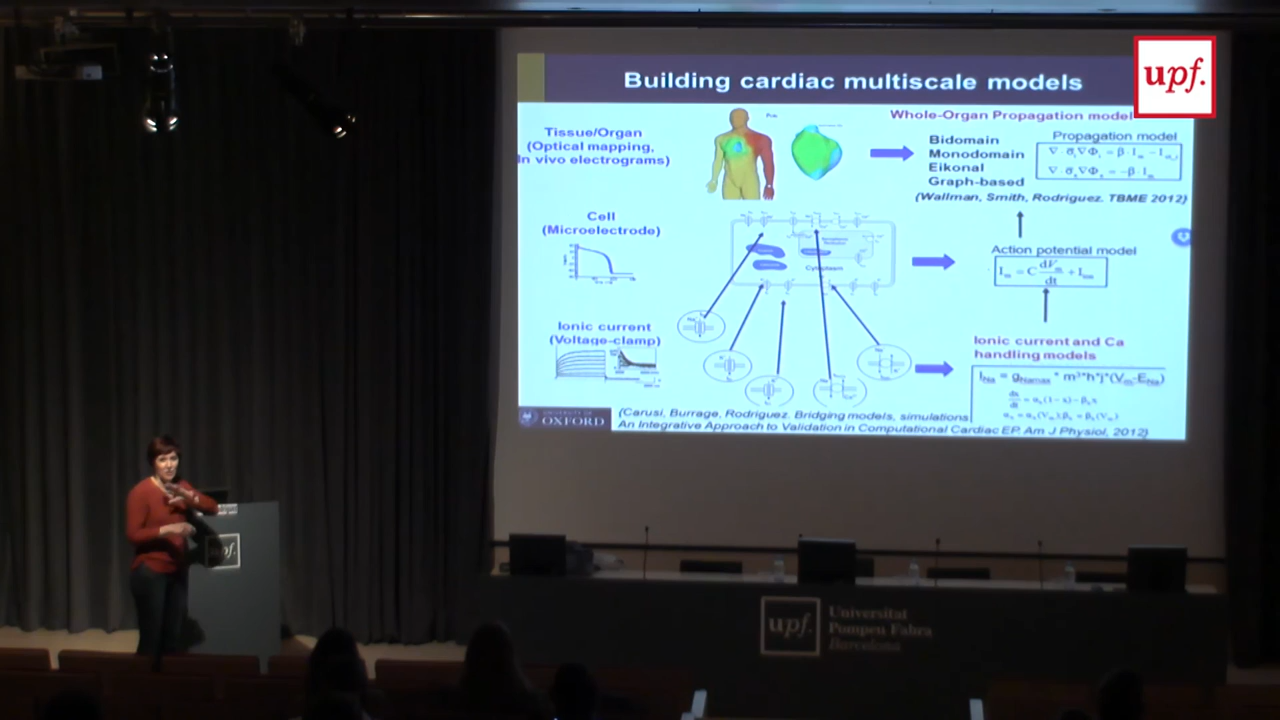 Building cardiac multiscale models
upf.
Tissue/Organ
(Optical mapping,
In vivo electrograms)
Whole-Organ Propagation model
Bidomain
Monodomain
Eikonal
Graph-based
Propagation model
(Wallman, Smith, Rodriguez. TBME 2012)
Cell
(Microelectrode)
Cytoplasm
Action potential model
Ionic current
(Voltage-clamp)
Ionic current and Ca
handling models
UNIVERSITY OF
OXFORD
(Carusi, Burrage, Rodriguez. Bridging models, simulations
An Integrative Approach to Validation in Computational Cardiac EP. Am J Physiol, 2012)
upf.
upf.
Universitat
Pompeu Fabra
Barcelona